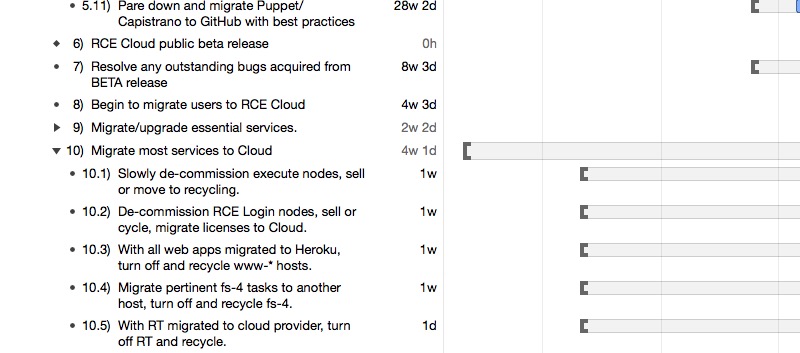 5.11) Pare down and migrate Puppet/ 28w 2d
Capistrano to GitHub with best practices
6) RCE Cloud public beta release 0h
7) Resolve any outstanding bugs acquired from 8w 3d
BETA release
8) Begin to migrate users to RCE Cloud 4w 3d
9) Migrate/upgrade essential services. 2w 2d
10) Migrate most services to Cloud 4w 1d
10.1) Slowly de-commission execute nodes, sell 1w
or move to recycling.
10.2) De-commission RCE Login nodes, sell or 1w
cycle, migrate licenses to Cloud.
10.3) With all web apps migrated to Heroku, 1w
turn off and recycle www-* hosts.
10.4) Migrate pertinent fs-4 tasks to another 1w
host, turn off and recycle fs-4.
10.5) With RT migrated to cloud provider, turn 1d
off RT and recycle.